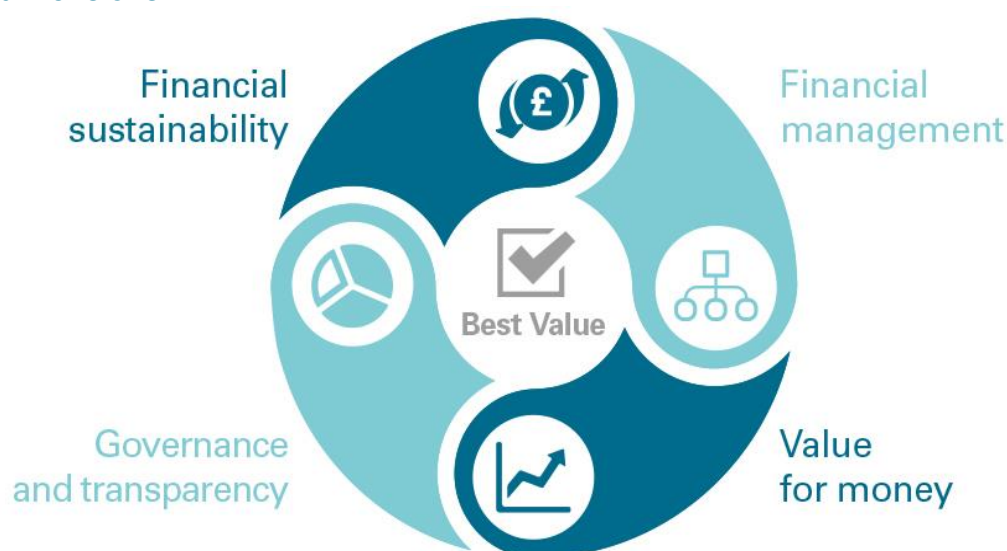 Financial
sustainability
Financial
management
£
Best Value
Governance
and transparency
Value
for money